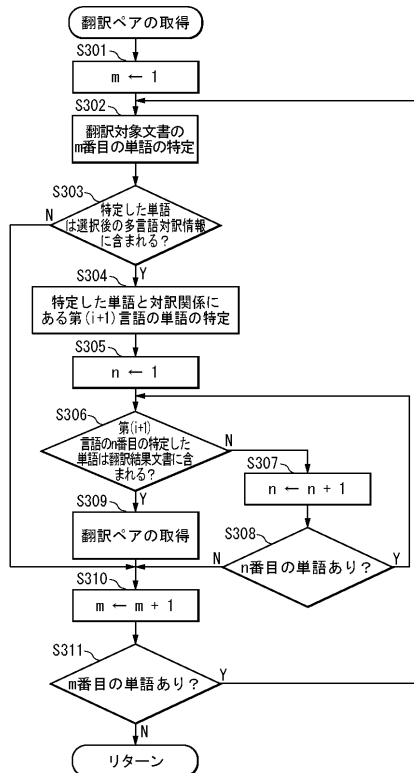 翻訳ペアの取得
S301
m ← 1
S302
翻訳対象文書の
m番目の単語の特定
S303
特定した単語
は選択後の多言語対訳情報
に含まれる？
N
Y
S304
特定した単語と対訳関係に
ある第(i+1)言語の単語の特定
S305
n ← 1
S306
第(i+1)
言語のn番目の特定した
単語は翻訳結果文書に含
まれる？
N
Y
S307
n ← n + 1
S308
n番目の単語あり？
N
Y
S309
翻訳ペアの取得
S310
m ← m + 1
S311
m番目の単語あり？
Y
N
リターン